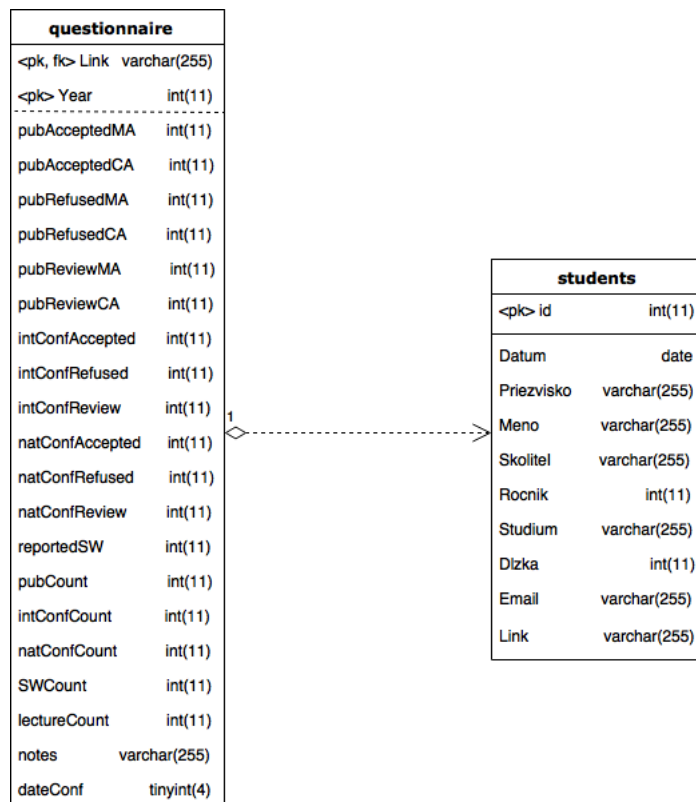 questionnaire
<pk, fk> Link varchar(255)
<pk> Year int(11)
pubAcceptedMA int(11)
pubAcceptedCA int(11)
pubRefusedMA int(11)
pubRefusedCA int(11)
pubReviewMA int(11)
pubReviewCA int(11)
intConfAccepted int(11)
intConfRefused int(11)
intConfReview int(11)
natConfAccepted int(11)
natConfRefused int(11)
natConfReview int(11)
reportedSW int(11)
pubCount int(11)
intConfCount int(11)
natConfCount int(11)
SWCount int(11)
lectureCount int(11)
notes varchar(255)
dateConf tinyint(4)
1
students
<pk> id int(11)
Datum date
Priezvisko varchar(255)
Meno varchar(255)
Skolitel varchar(255)
Rocnik int(11)
Studium varchar(255)
Dlzka int(11)
Email varchar(255)
Link varchar(255)